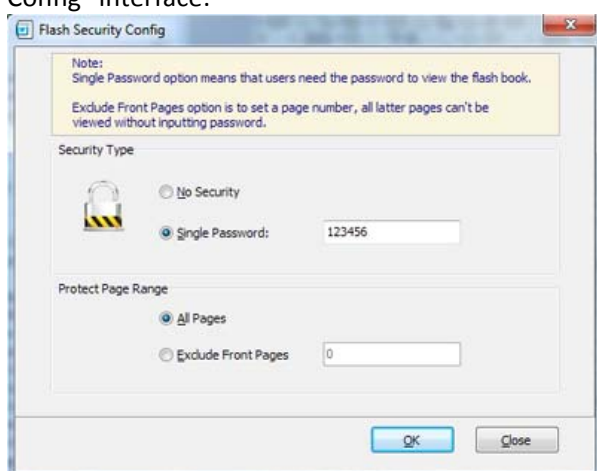 Config" interface:
Flash Security Config
Note:
Single Password option means that users need the password to view the flash book.
Exclude Front Pages option is to set a page number, all latter pages can't be
viewed without inputting password.
Security Type
No Security
Single Password:
123456
Protect Page Range
All Pages
Exclude Front Pages
0
OK
Close